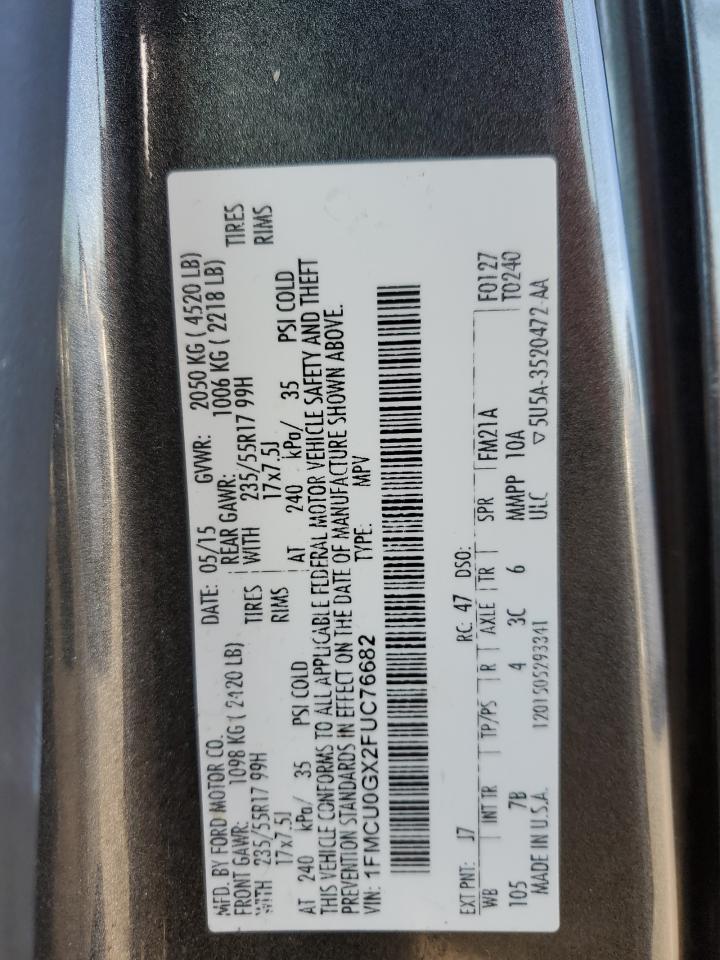 MFD. BY FORD MOTOR CO. DATE: 05/15 GVWR: 2050 KG ( 4520 LB)
FRONT GAWR: 1098 KG ( 2420 LB) REAR GAWR: 1006 KG ( 2218 LB)
WITH 235/55R17 99H TIRES WITH 235/55R17 99H TIRES
17x7.5J RIMS 17x7.5J RIMS
AT 240 kPa/ 35 PSI COLD AT 240 kPa/ 35 PSI COLD
THIS VEHICLE CONFORMS TO ALL APPLICABLE FEDERAL MOTOR VEHICLE SAFETY AND THEFT
PREVENTION STANDARDS IN EFFECT ON THE DATE OF MANUFACTURE SHOWN ABOVE.
VIN: 1FMCU0GX2FUC76682 TYPE: MPV
EXT PNT: J7 RC: 47 DSO: F0127
WB INT TR TP/PS R AXLE TR SPR FM21A T0240
105 7B 4 3C 6 MMPP 10A
MADE IN U.S.A. 1201505293341 ULC ▽5U5A-3520472-AA